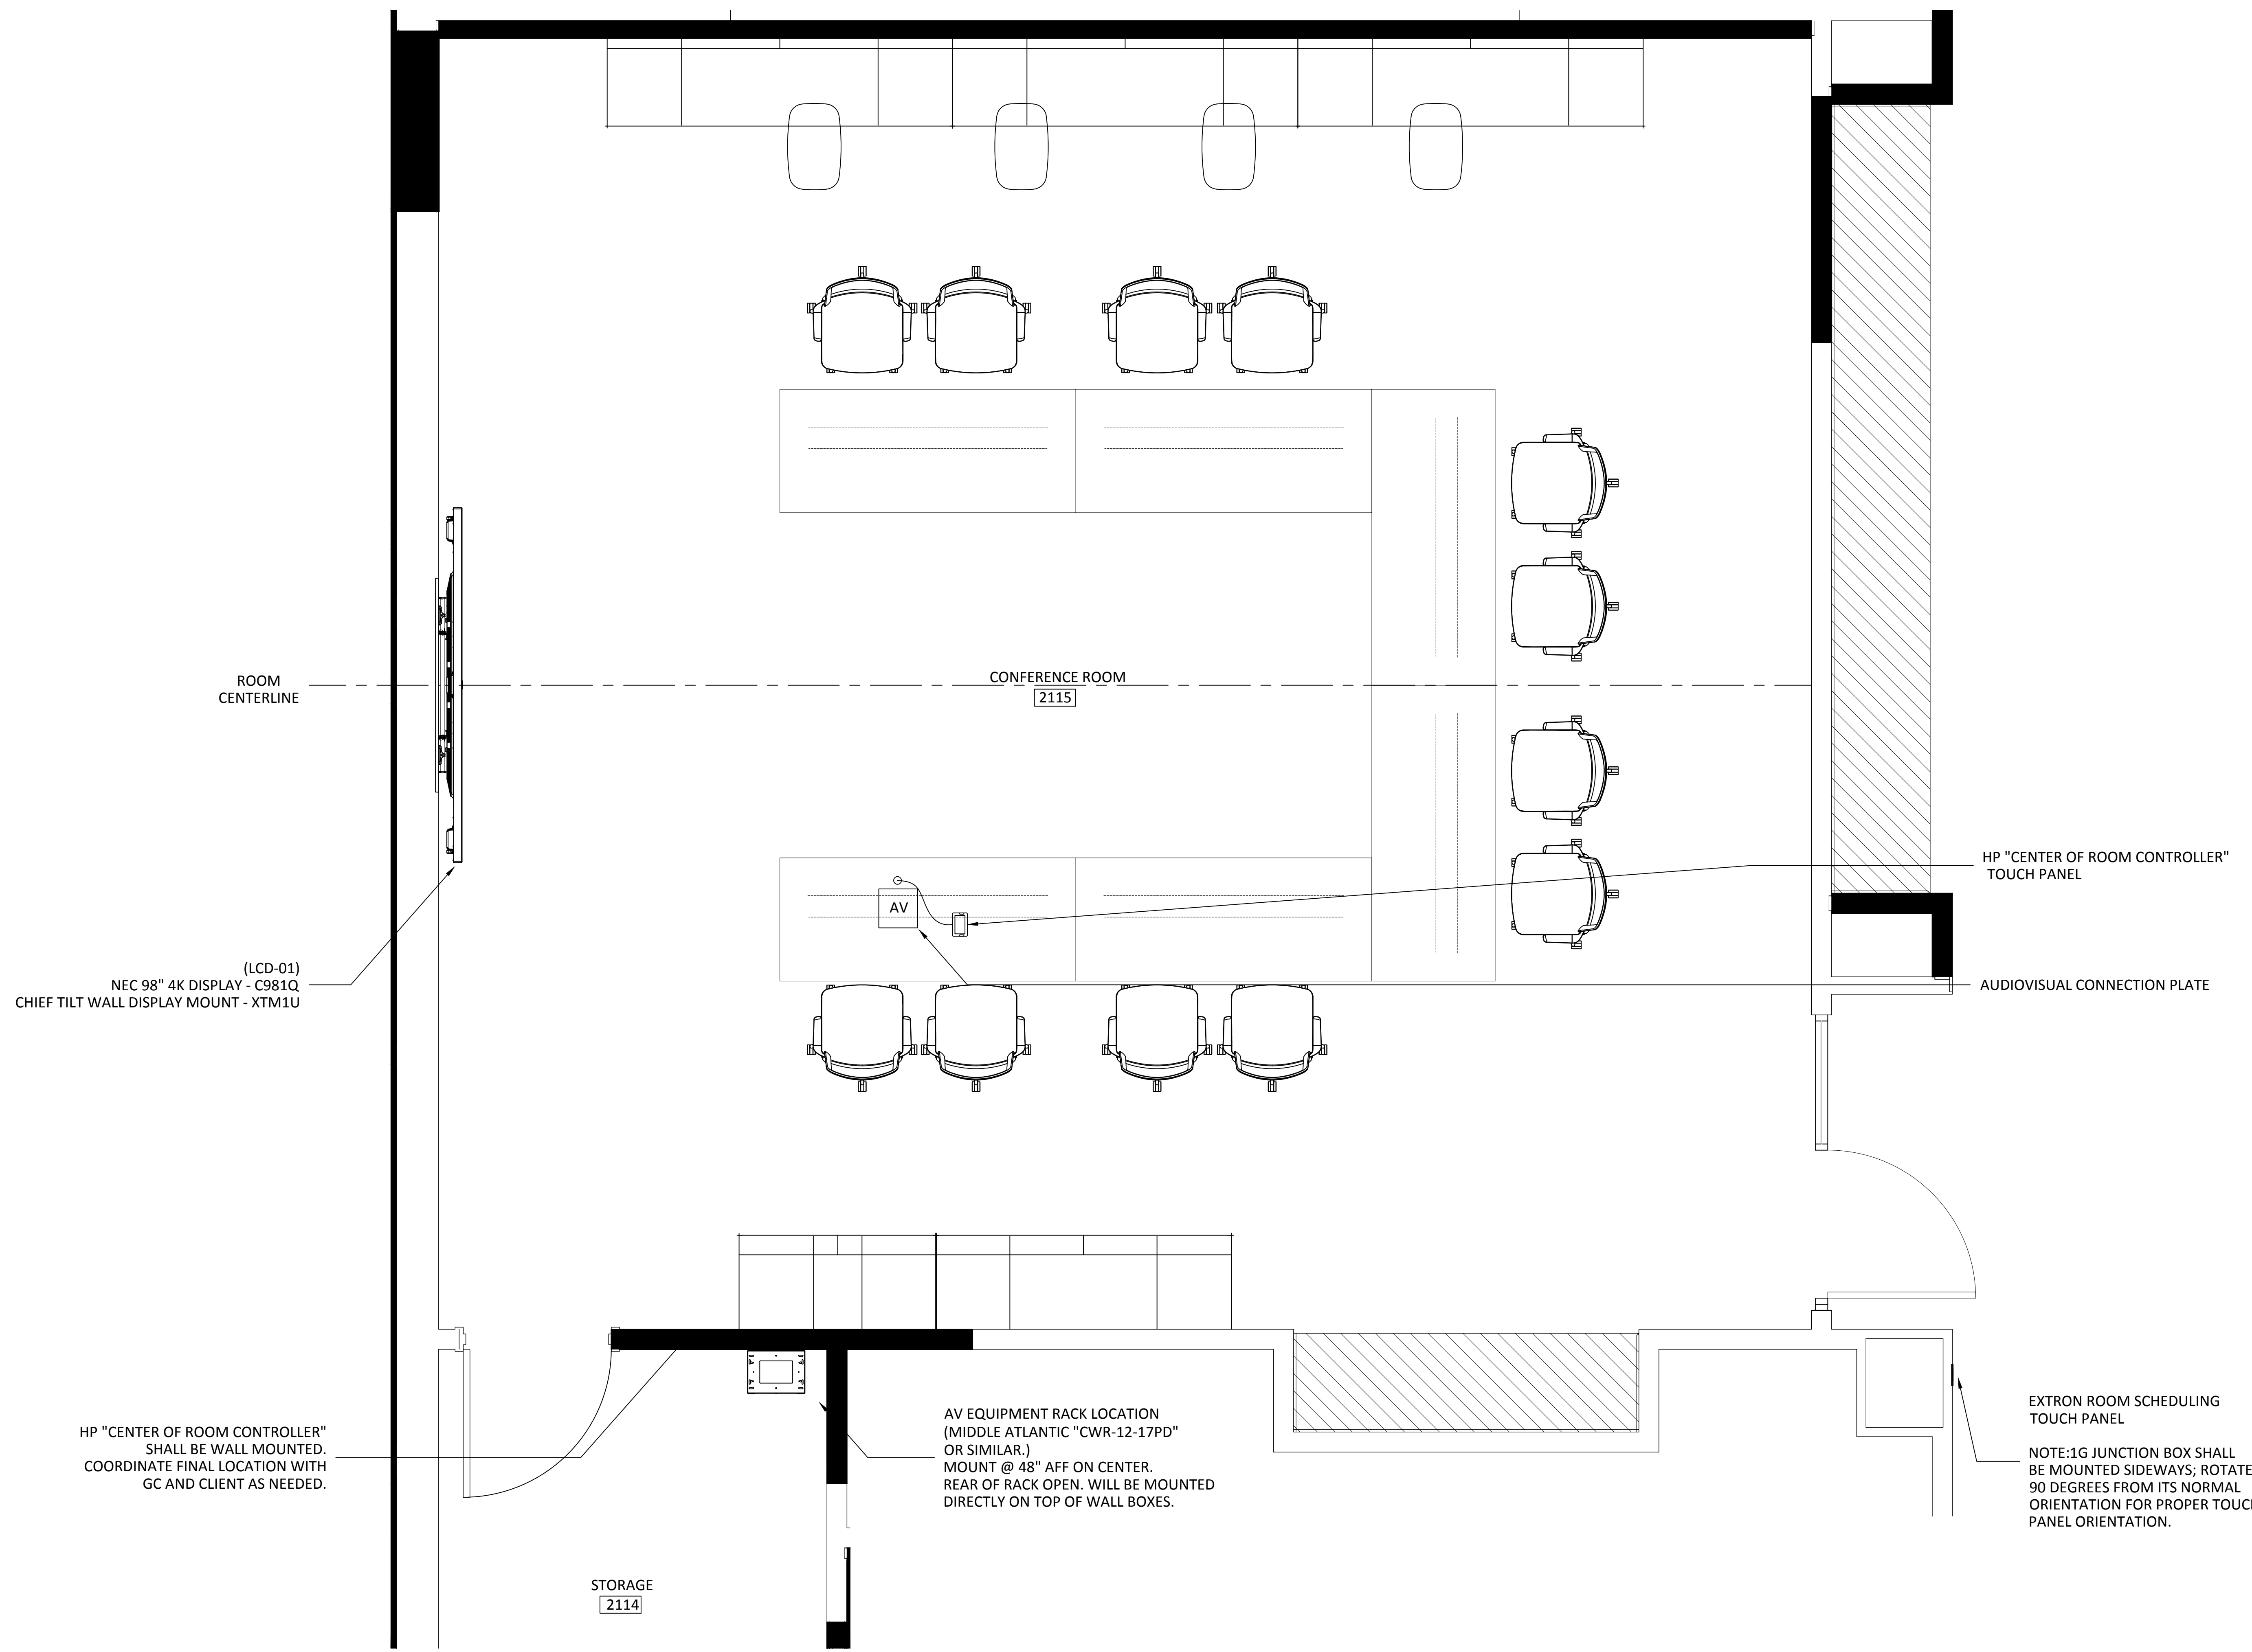 ROOM
CENTERLINE
CONFERENCE ROOM
2115
HP "CENTER OF ROOM CONTROLLER"
TOUCH PANEL
AV
(LCD-01)
NEC 98" 4K DISPLAY - C981Q
CHIEF TILT WALL DISPLAY MOUNT - XTM1U
AUDIOVISUAL CONNECTION PLATE
HP "CENTER OF ROOM CONTROLLER"
SHALL BE WALL MOUNTED.
COORDINATE FINAL LOCATION WITH
GC AND CLIENT AS NEEDED.
AV EQUIPMENT RACK LOCATION
(MIDDLE ATLANTIC "CWR-12-17PD"
OR SIMILAR.)
MOUNT @ 48" AFF ON CENTER.
REAR OF RACK OPEN. WILL BE MOUNTED
DIRECTLY ON TOP OF WALL BOXES.
EXTRON ROOM SCHEDULING
TOUCH PANEL
NOTE:1G JUNCTION BOX SHALL
BE MOUNTED SIDEWAYS; ROTATE
90 DEGREES FROM ITS NORMAL
ORIENTATION FOR PROPER TOUCH
PANEL ORIENTATION.
STORAGE
2114